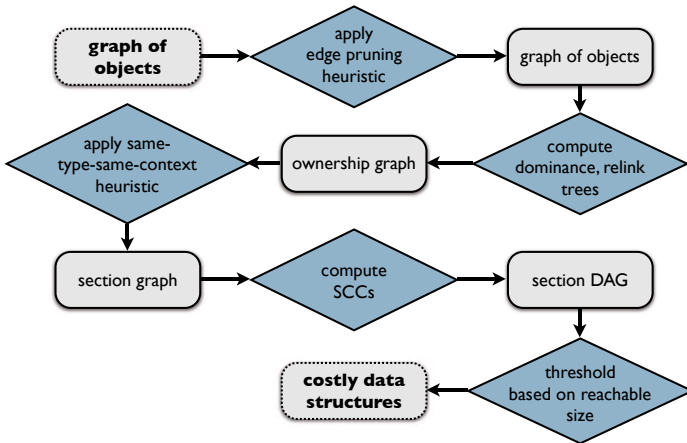 graph of
objects
apply
edge pruning
heuristic
graph of objects
compute
dominance, relink
trees
ownership graph
apply same-
type-same-context
heuristic
section graph
compute
SCCs
section DAG
threshold
based on reachable
size
costly data
structures